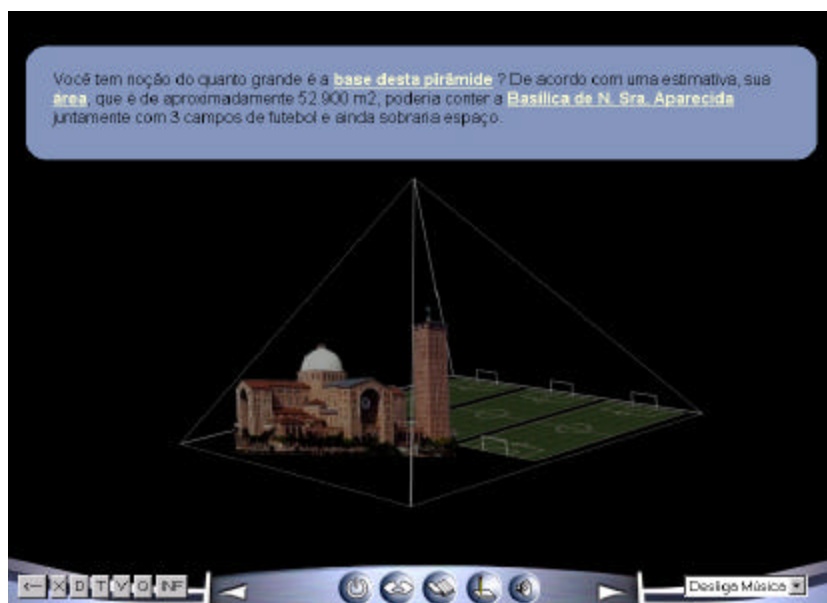 Você tem noção do quanto grande é a base desta pirâmide ? De acordo com uma estimativa, sua
área, que é de aproximadamente 52.900 m2, poderia conter a Basílica de N. Sra. Aparecida
juntamente com 3 campos de futebol e ainda sobraria espaço.
<-- X D T V O INF
Desliga Música